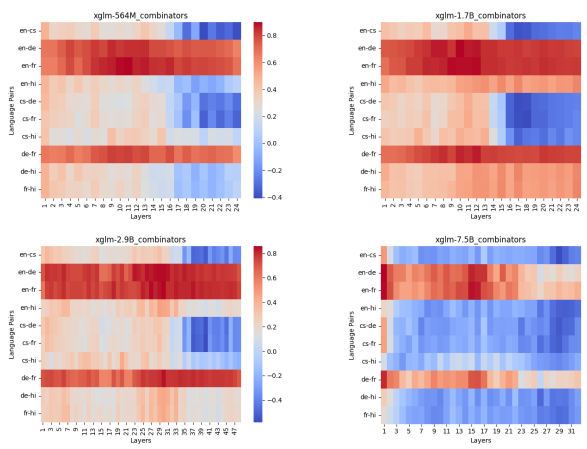 xglm-564M_combinators
Language Pairs
en-cs
en-de
en-fr
en-hi
cs-de
cs-fr
cs-hi
de-fr
de-hi
fr-hi
1 2 3 4 5 6 7 8 9 10 11 12 13 14 15 16 17 18 19 20 21 22 23 24
Layers
0.8
0.6
0.4
0.2
0.0
−0.2
−0.4
xglm-1.7B_combinators
Language Pairs
en-cs
en-de
en-fr
en-hi
cs-de
cs-fr
cs-hi
de-fr
de-hi
fr-hi
1 2 3 4 5 6 7 8 9 10 11 12 13 14 15 16 17 18 19 20 21 22 23 24
Layers
xglm-2.9B_combinators
Language Pairs
en-cs
en-de
en-fr
en-hi
cs-de
cs-fr
cs-hi
de-fr
de-hi
fr-hi
1 3 5 7 9 11 13 15 17 19 21 23 25 27 29 31 33 35 37 39 41 43 45 47
Layers
0.8
0.6
0.4
0.2
0.0
−0.2
−0.4
xglm-7.5B_combinators
Language Pairs
en-cs
en-de
en-fr
en-hi
cs-de
cs-fr
cs-hi
de-fr
de-hi
fr-hi
1 3 5 7 9 11 13 15 17 19 21 23 25 27 29 31
Layers